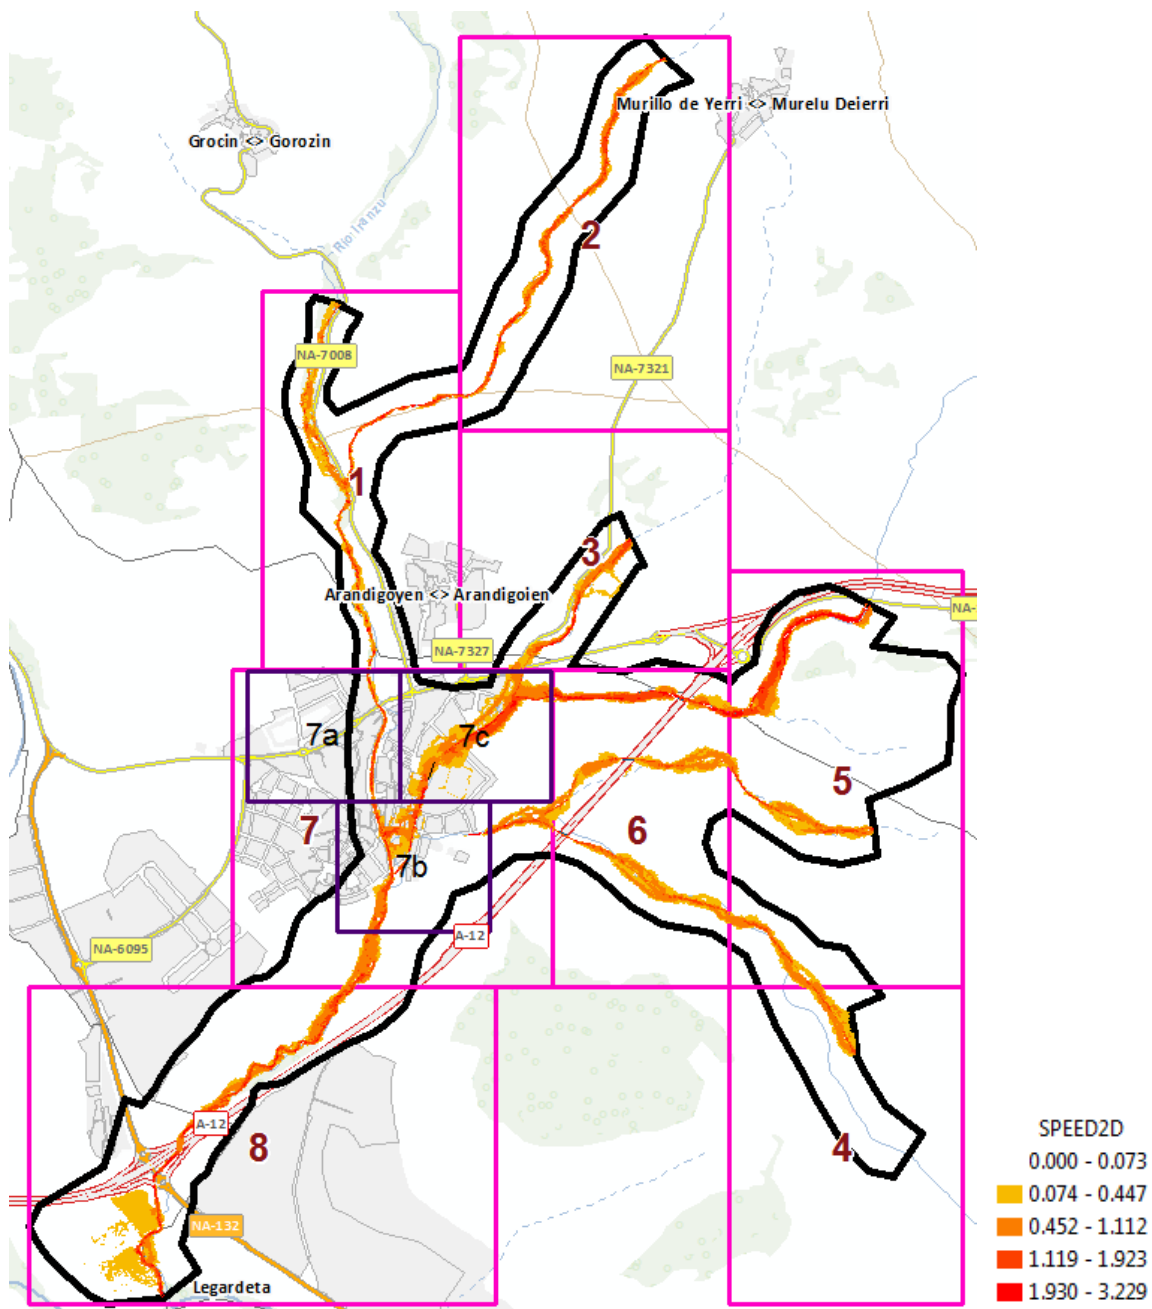 Murillo de Yerri <> Murelu Deierri
Grocin <> Gorozin
Rio Iranzu
2
NA-7008
NA-7321
1
3
Arandigoyen <> Arandigoien
NA-
NA-7327
7a
7c
5
7
6
7b
A-12
NA-6095
A-12
8
4
SPEED2D
0.000 - 0.073
0.074 - 0.447
0.452 - 1.112
1.119 - 1.923
1.930 - 3.229
NA-132
Legardeta